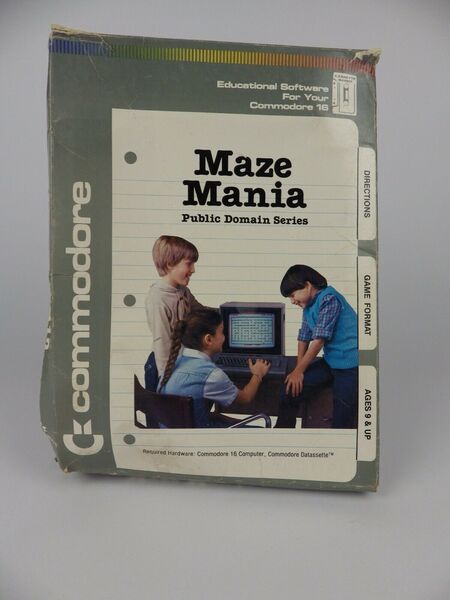 Educational Software
For Your
Commodore 16
Maze
Mania
Public Domain Series
DIRECTIONS
GAME FORMAT
AGES 9 & UP
commodore
Required Hardware: Commodore 16 Computer, Commodore Datassette™